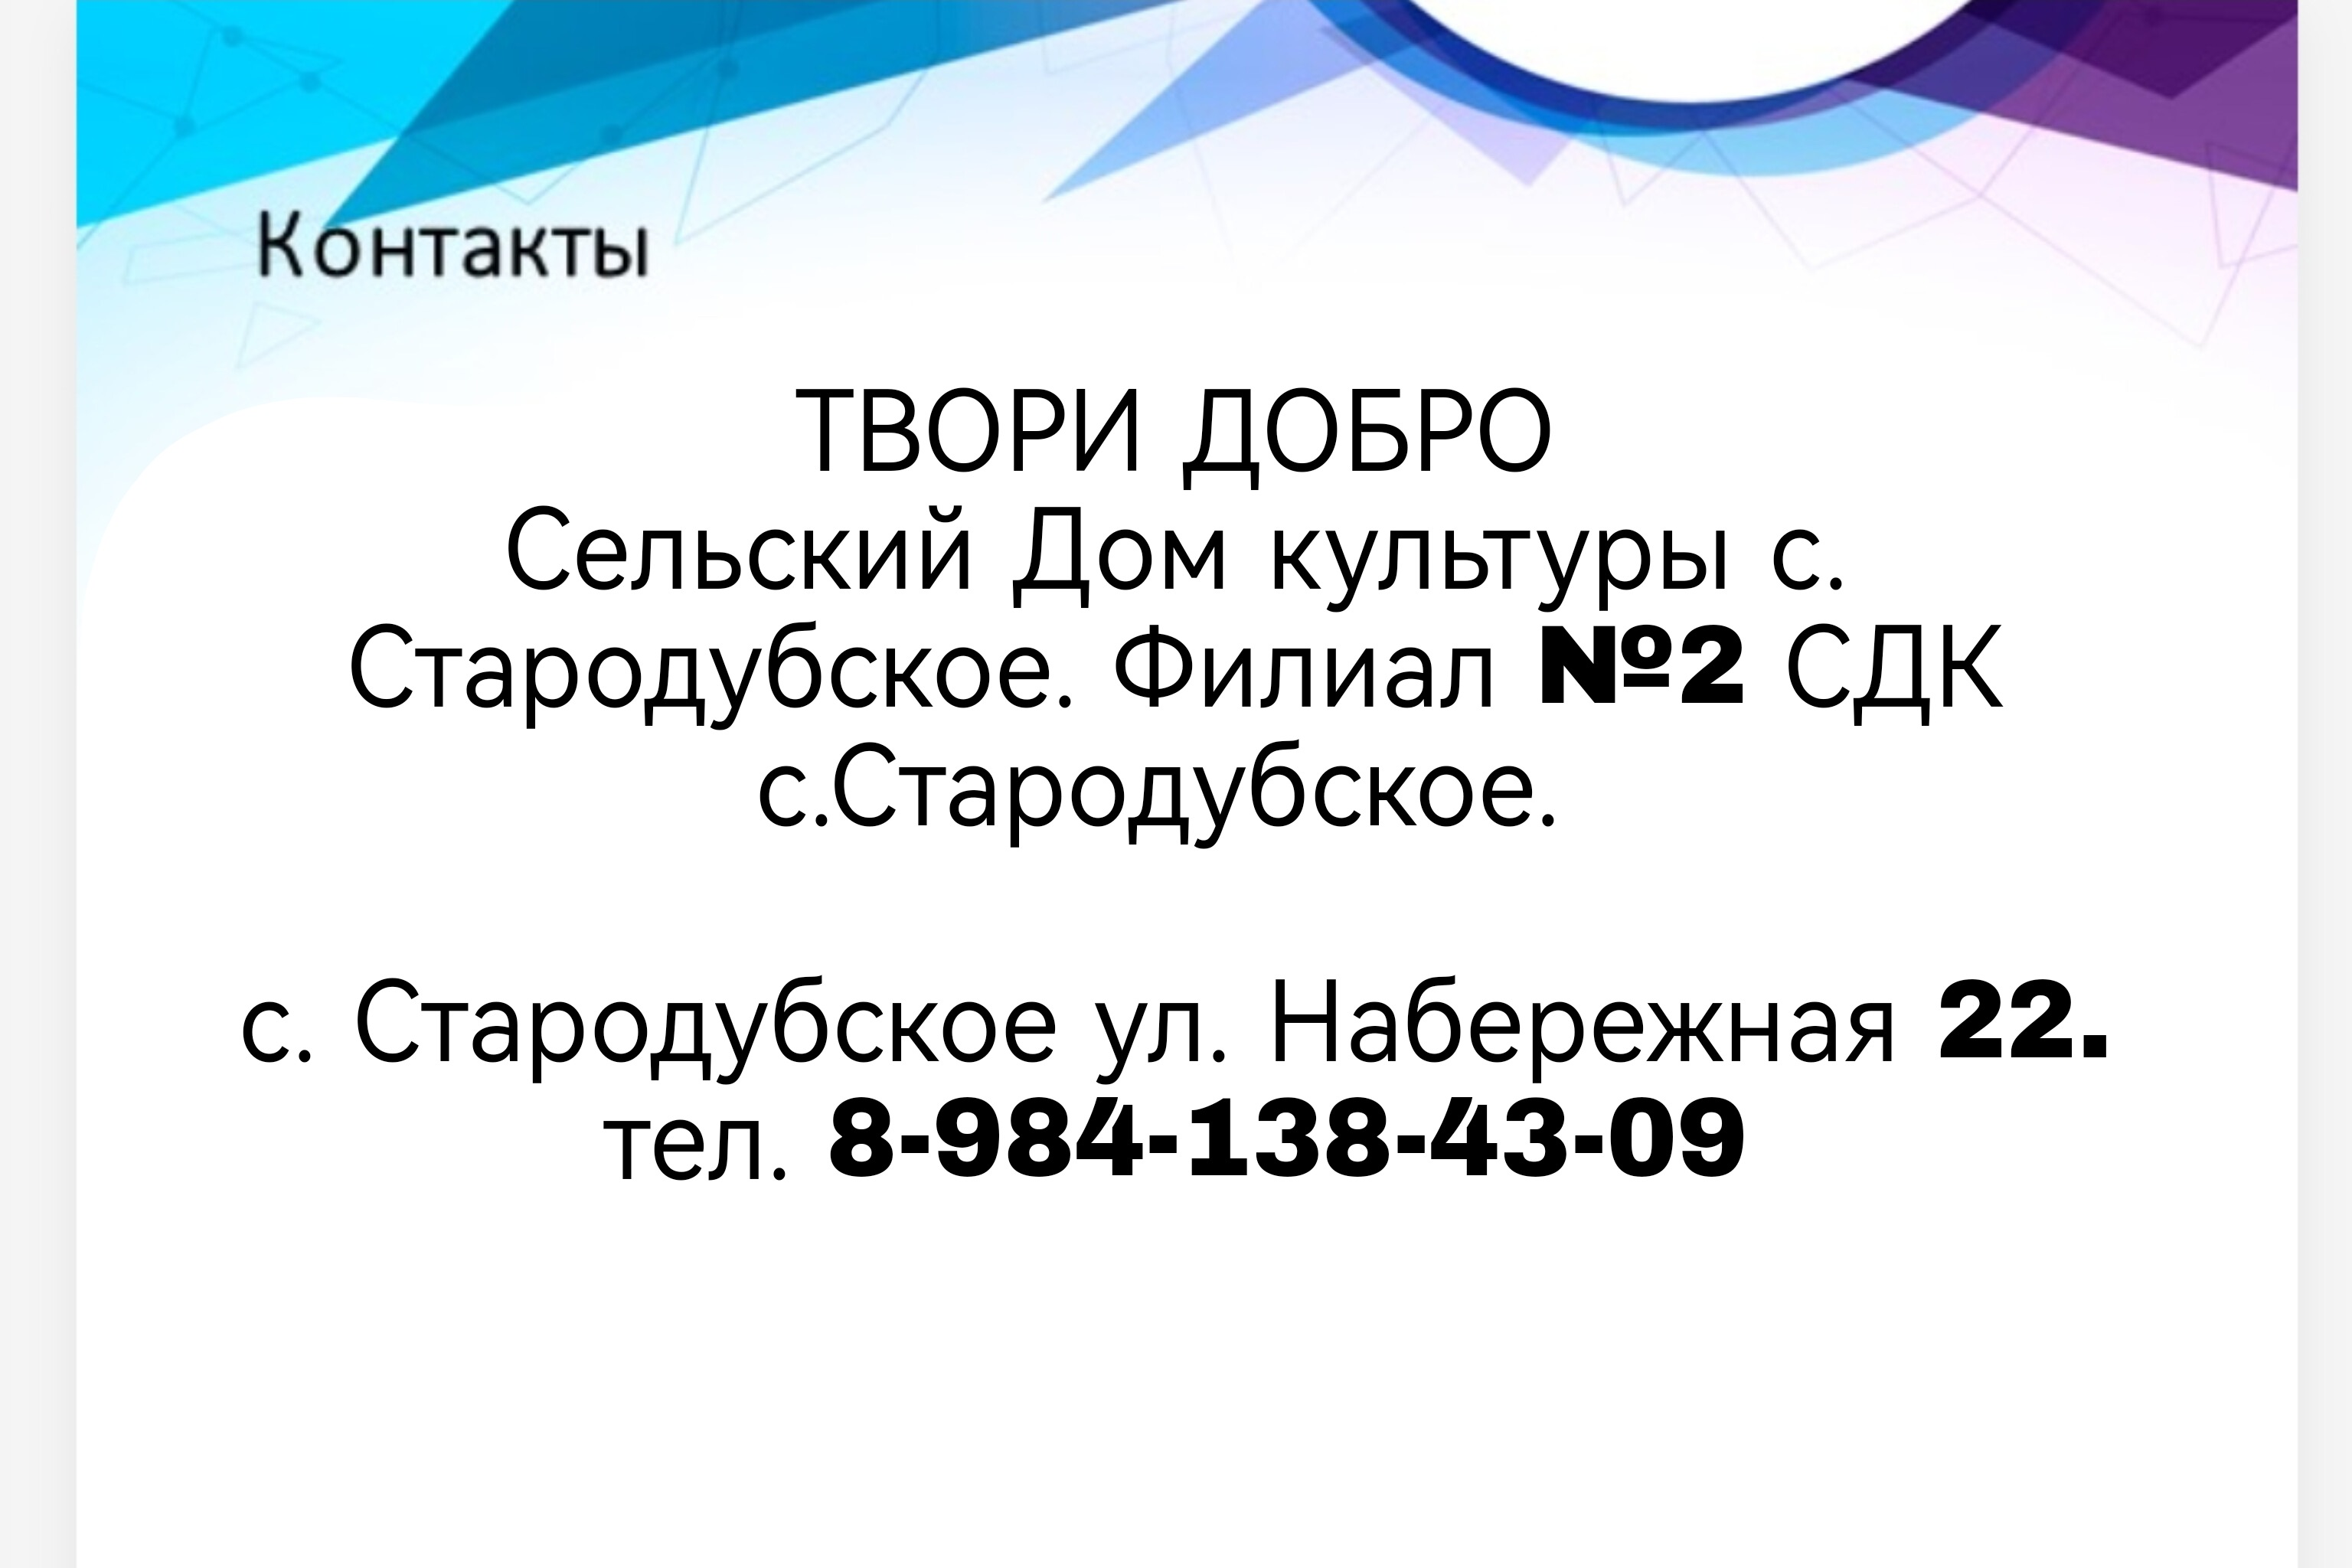 Контакты
ТВОРИ ДОБРО
Сельский Дом культуры с.
Стародубское. Филиал №2 СДК
с.Стародубское.
с. Стародубское ул. Набережная 22.
тел. 8-984-138-43-09